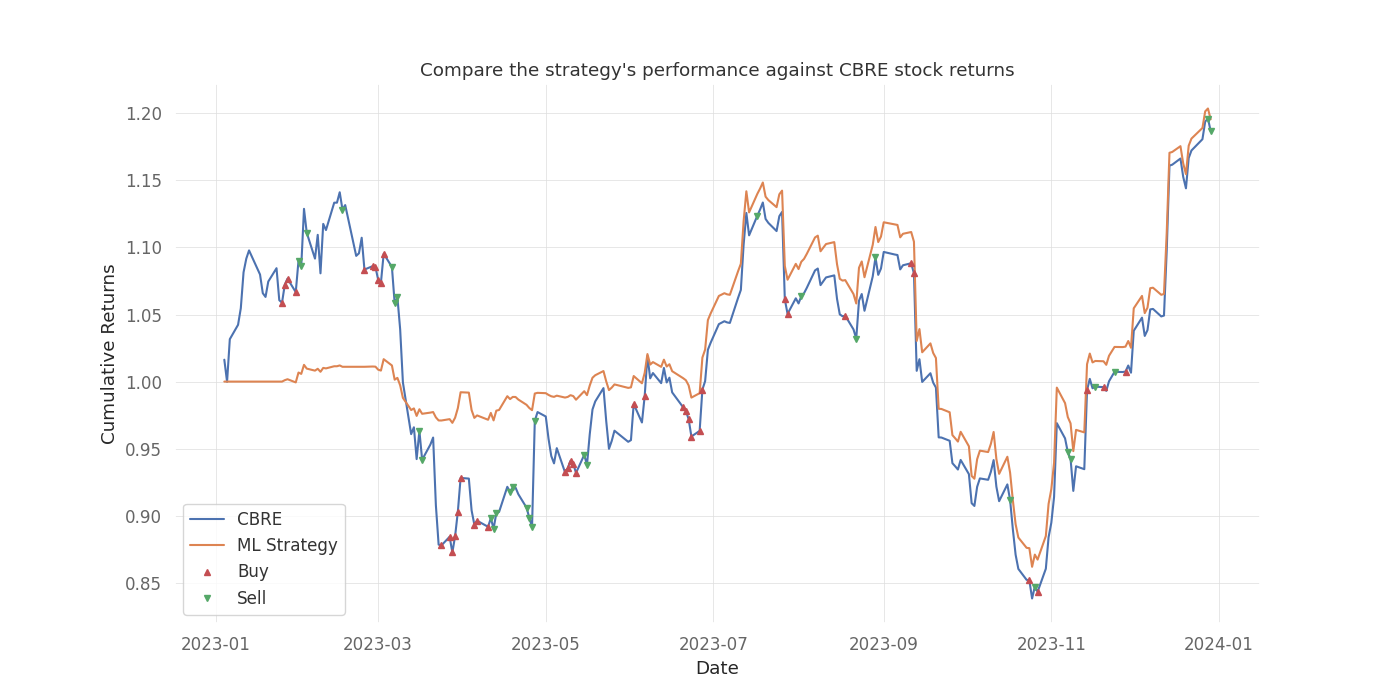 Compare the strategy's performance against CBRE stock returns
1.20
1.15
1.10
1.05
1.00
0.95
0.90
0.85
Cumulative Returns
CBRE
ML Strategy
Buy
Sell
2023-01 2023-03 2023-05 2023-07 2023-09 2023-11 2024-01
Date